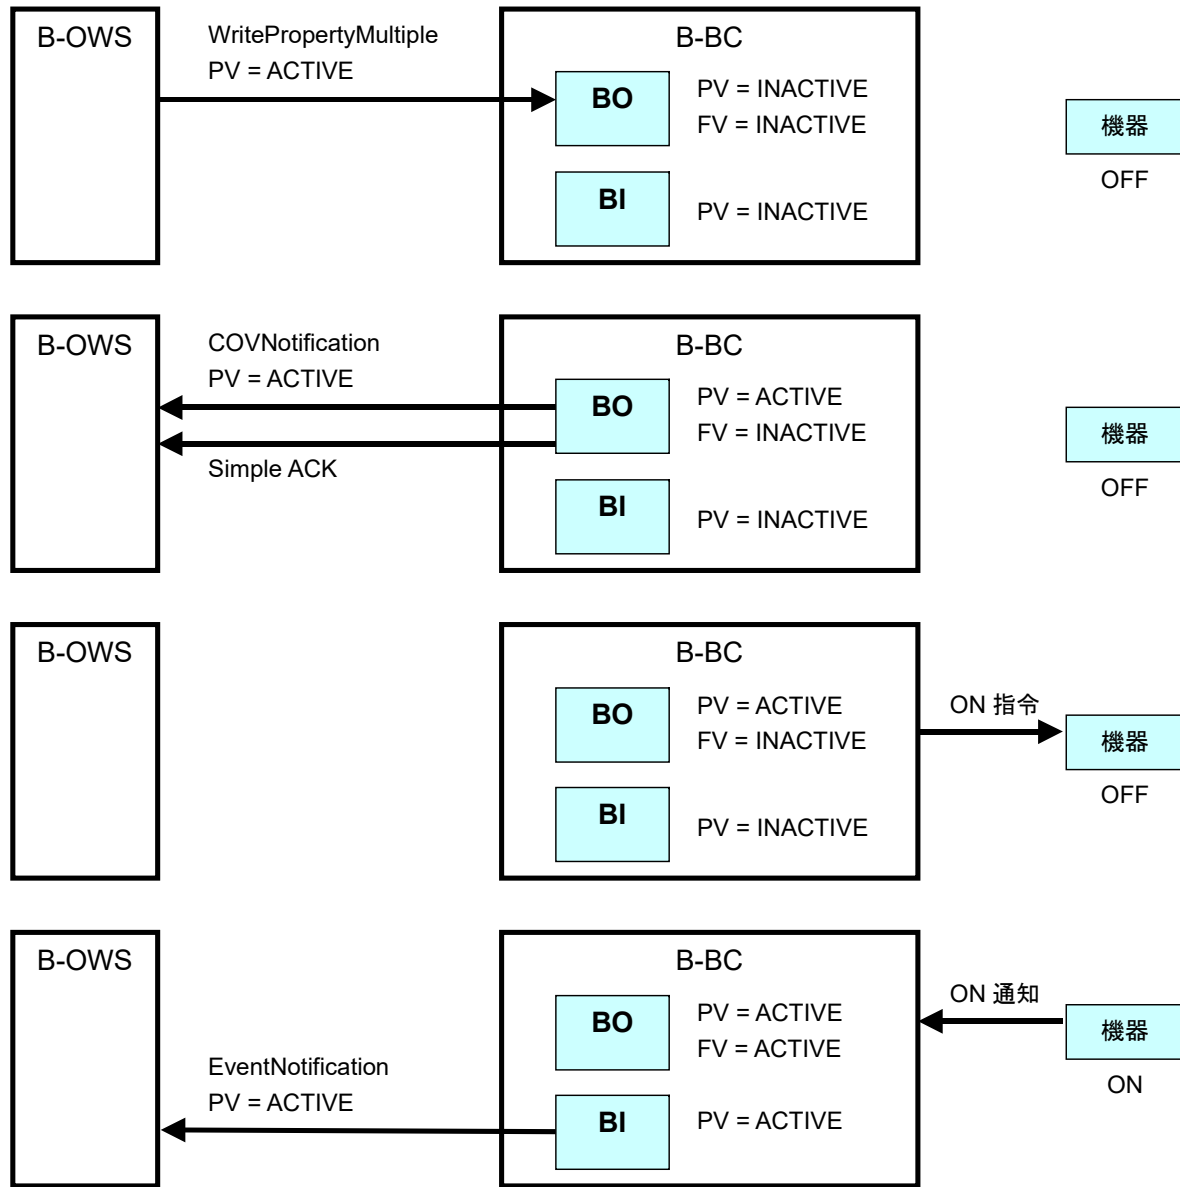 B-OWS
WritePropertyMultiple
PV = ACTIVE
B-BC
BO
PV = INACTIVE
FV = INACTIVE
BI
PV = INACTIVE
機器
OFF
B-OWS
COVNotification
PV = ACTIVE
Simple ACK
B-BC
BO
PV = ACTIVE
FV = INACTIVE
BI
PV = INACTIVE
機器
OFF
B-OWS
B-BC
BO
PV = ACTIVE
FV = INACTIVE
BI
PV = INACTIVE
ON 指令
機器
OFF
B-OWS
EventNotification
PV = ACTIVE
B-BC
BO
PV = ACTIVE
FV = ACTIVE
BI
PV = ACTIVE
ON 通知
機器
ON